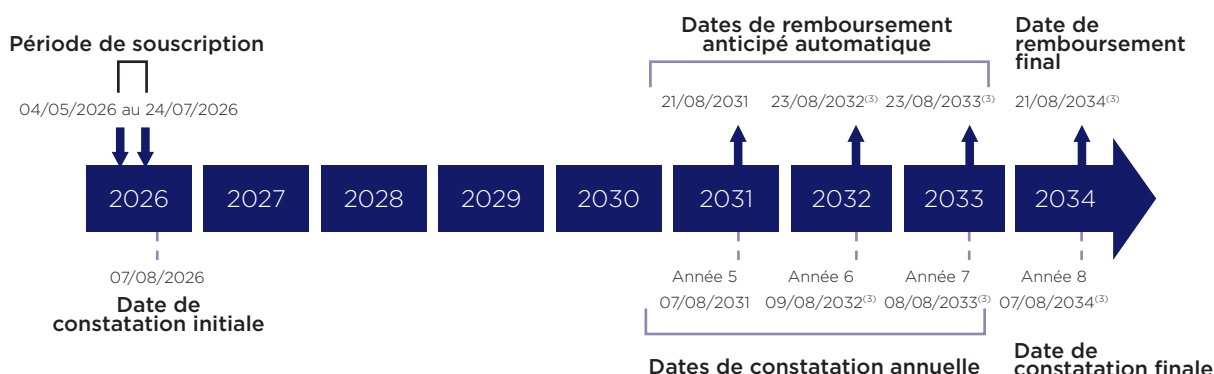 Période de souscription
04/05/2026 au 24/07/2026
Dates de remboursement
anticipé automatique
21/08/2031 23/08/2032(3) 23/08/2033(3)
Date de
remboursement
final
21/08/2034(3)
2026 2027 2028 2029 2030 2031 2032 2033 2034
07/08/2026
Date de
constatation initiale
Année 5 Année 6 Année 7 Année 8
07/08/2031 09/08/2032(3) 08/08/2033(3) 07/08/2034(3)
Dates de constatation annuelle
Date de
constatation finale